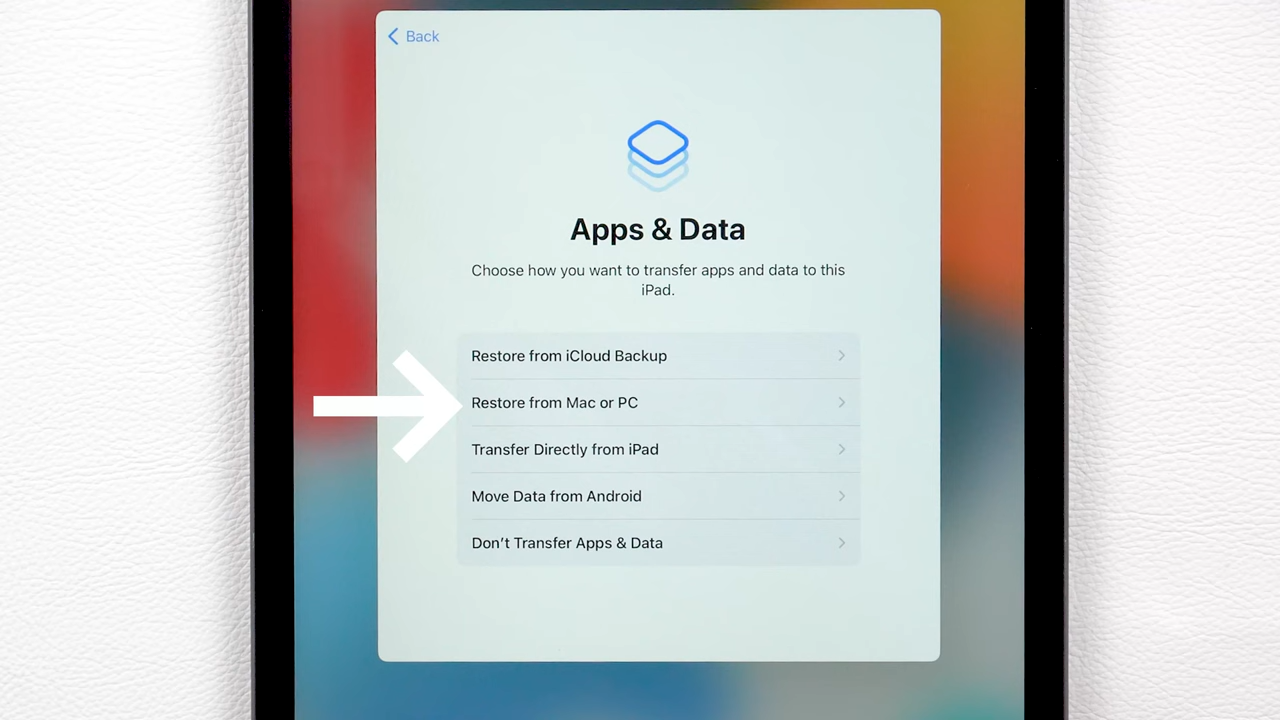 Back
Apps & Data
Choose how you want to transfer apps and data to this
iPad.
Restore from iCloud Backup
Restore from Mac or PC
Transfer Directly from iPad
Move Data from Android
Don’t Transfer Apps & Data